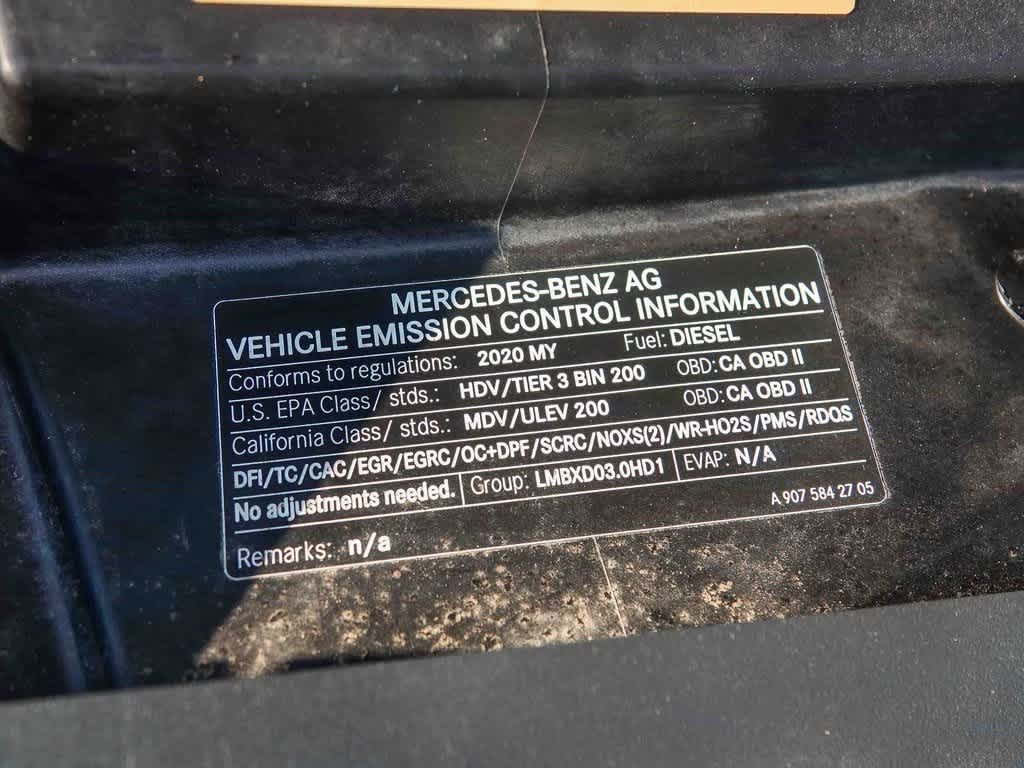 MERCEDES-BENZ AG
VEHICLE EMISSION CONTROL INFORMATION
Conforms to regulations: 2020 MY Fuel: DIESEL
U.S. EPA Class/ stds.: HDV/TIER 3 BIN 200 OBD: CA OBD II
California Class/ stds.: MDV/ULEV 200 OBD: CA OBD II
DFI/TC/CAC/EGR/EGRC/OC+DPF/SCRC/NOXS(2)/WR-HO2S/PMS/RDQS
No adjustments needed. Group: LMBXD03.0HD1 EVAP: N/A
Remarks: n/a A 907 584 27 05